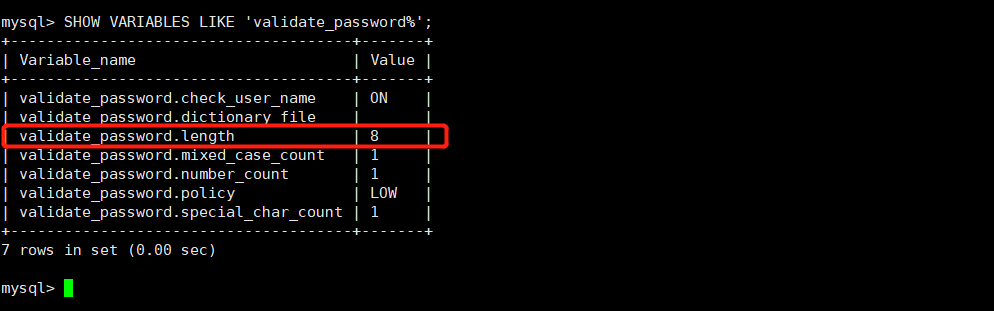 mysql> SHOW VARIABLES LIKE 'validate_password%';
+--------------------------------------+-------+
| Variable_name                        | Value |
+--------------------------------------+-------+
| validate_password.check_user_name    | ON    |
| validate_password.dictionary_file    |       |
| validate_password.length             | 8     |
| validate_password.mixed_case_count   | 1     |
| validate_password.number_count       | 1     |
| validate_password.policy             | LOW   |
| validate_password.special_char_count | 1     |
+--------------------------------------+-------+
7 rows in set (0.00 sec)
mysql>